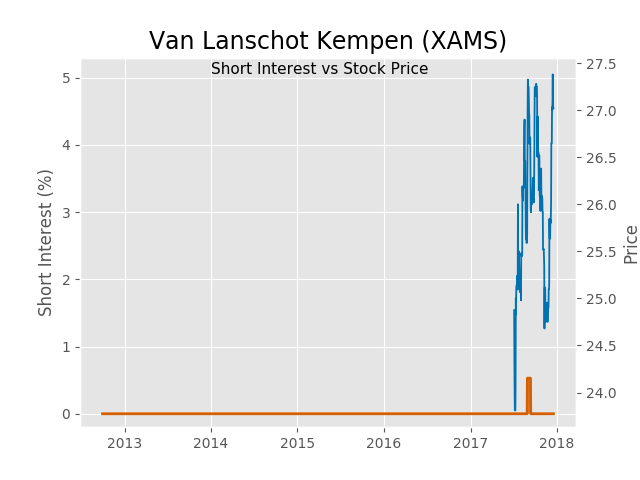 Van Lanschot Kempen (XAMS)
Short Interest vs Stock Price
Short Interest (%)
5
4
3
2
1
0
27.5
27.0
26.5
26.0
25.5
25.0
24.5
24.0
Price
2013 2014 2015 2016 2017 2018